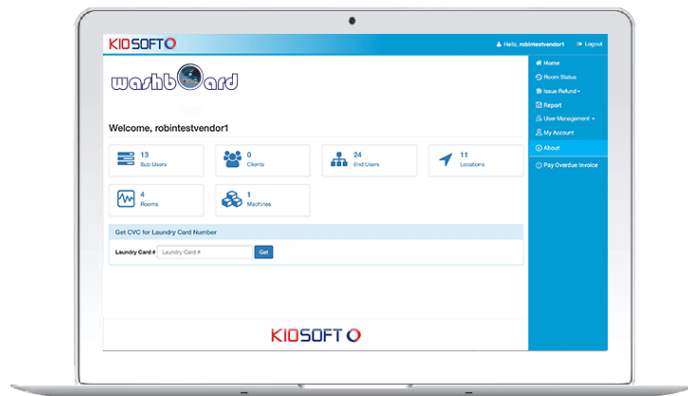 KIOSOFT
Hello, robintestvendor1 Logout
washboard
Welcome, robintestvendor1
13
Sub Users
0
Clients
24
End Users
11
Locations
4
Rooms
1
Machines
Get CVC for Laundry Card Number
Laundry Card # Laundry Card # Get
Home
Room Status
Issue Refund
Report
User Management
My Account
About
Pay Overdue Invoice
KIOSOFT